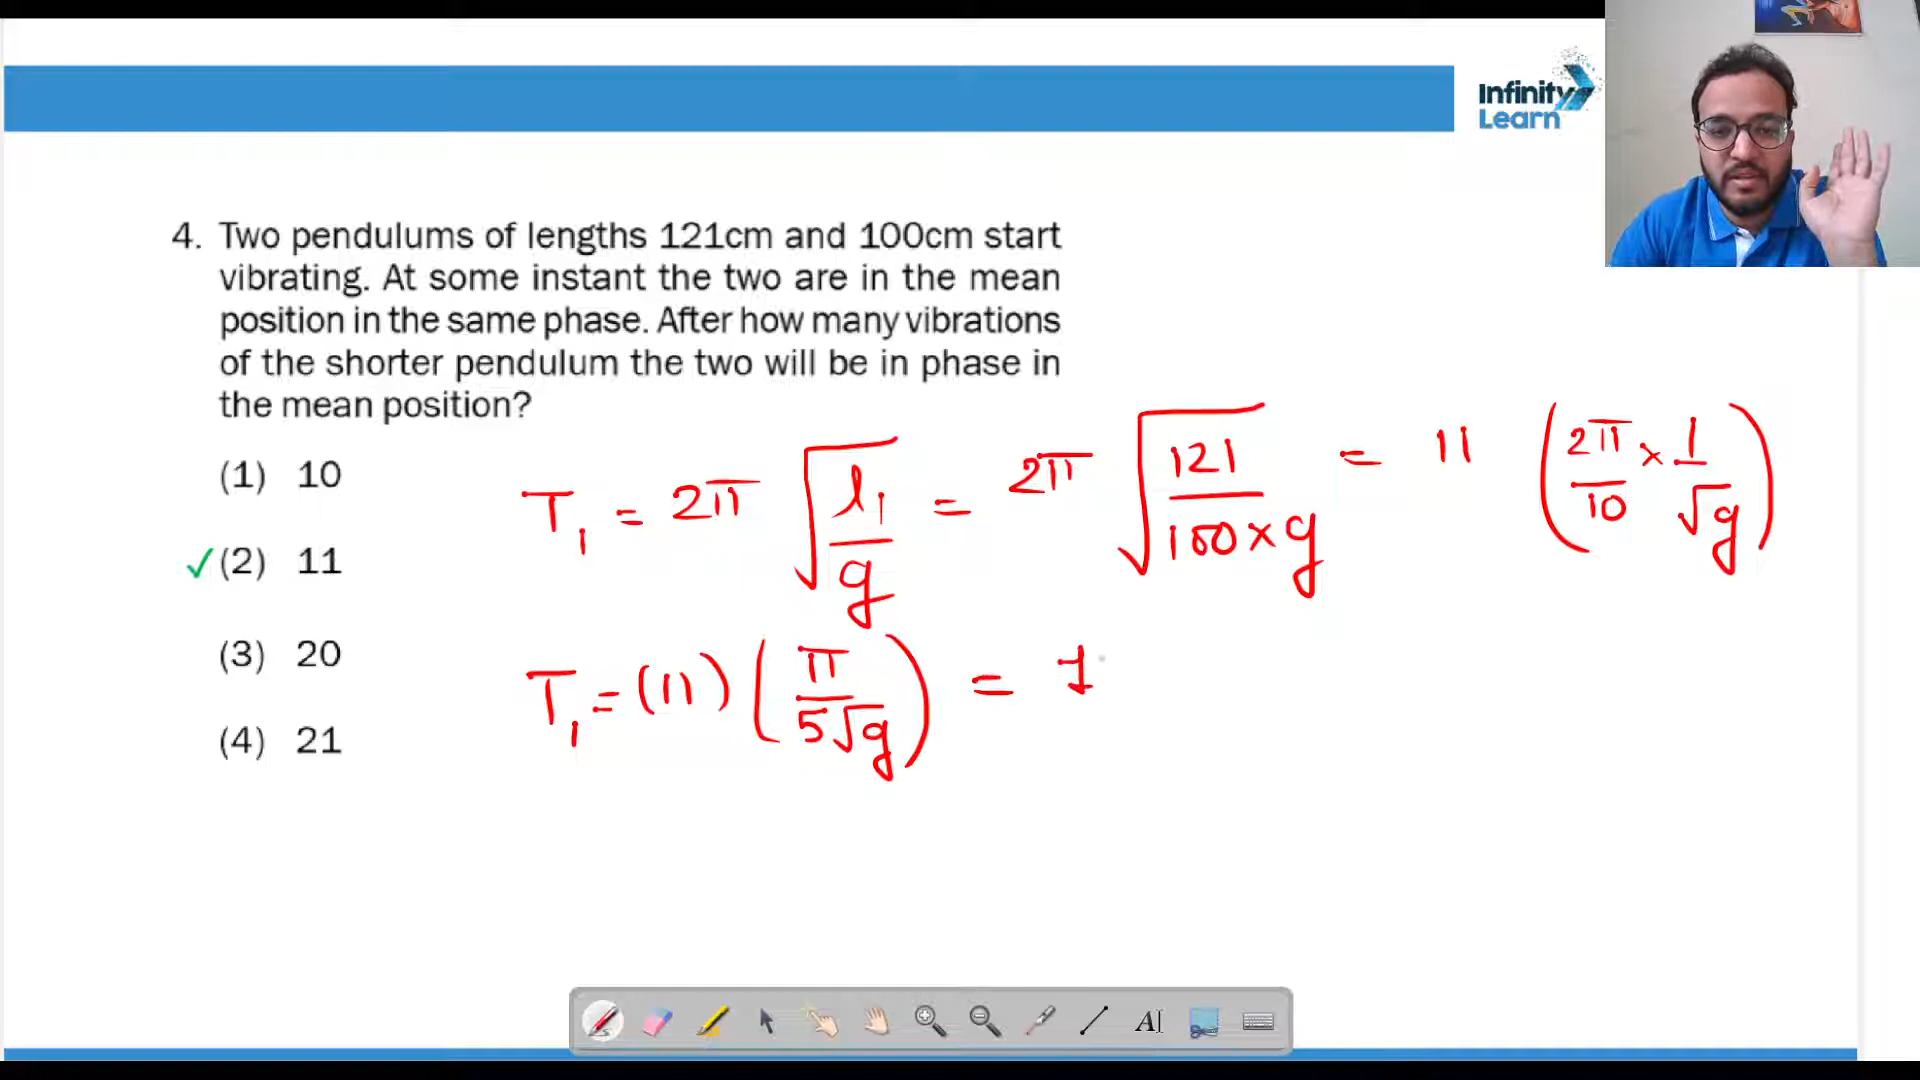 Infinity
Learn
4. Two pendulums of lengths 121cm and 100cm start
vibrating. At some instant the two are in the mean
position in the same phase. After how many vibrations
of the shorter pendulum the two will be in phase in
the mean position?
(1) 10
✓(2) 11
(3) 20
(4) 21
T₁ = 2π √(l₁/g) = 2π √(121/(100×g)) = 11 (2π/10 × 1/√g)
T₁ = (11) (π/(5√g)) = 1
A